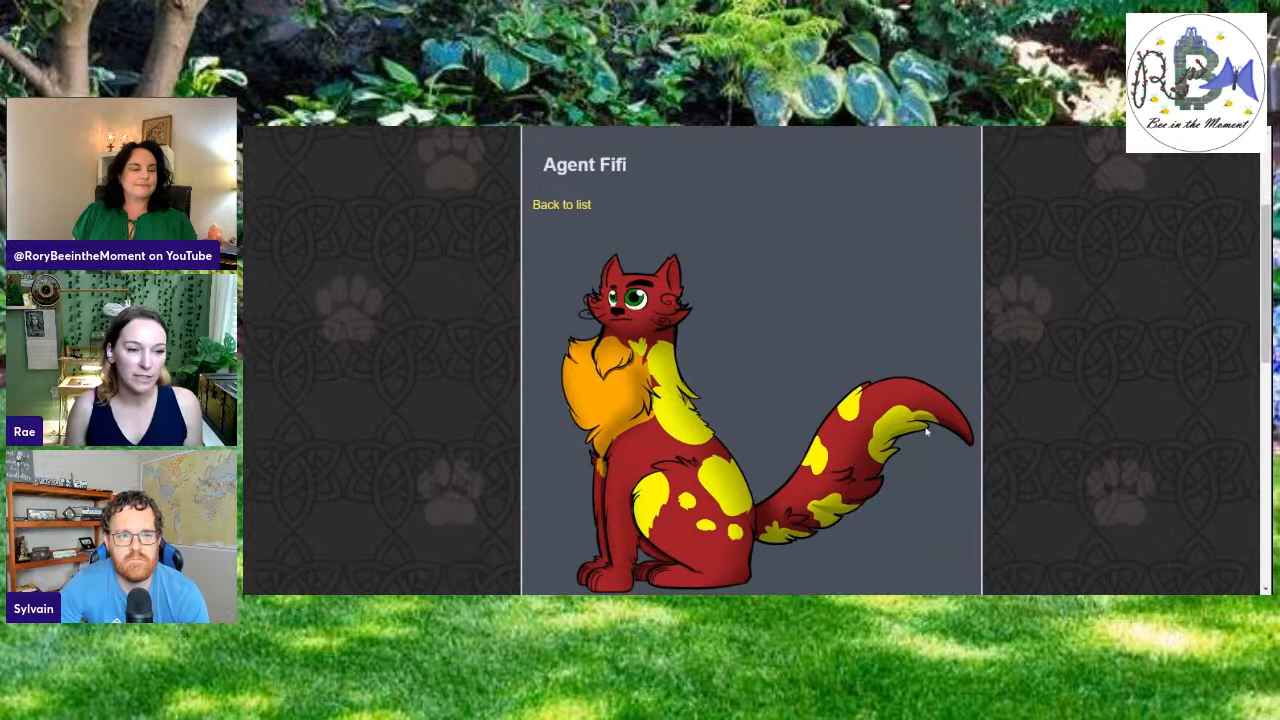 Bee in the Moment
@RoryBeeintheMoment on YouTube
Rae
Sylvain
Agent Fifi
Back to list